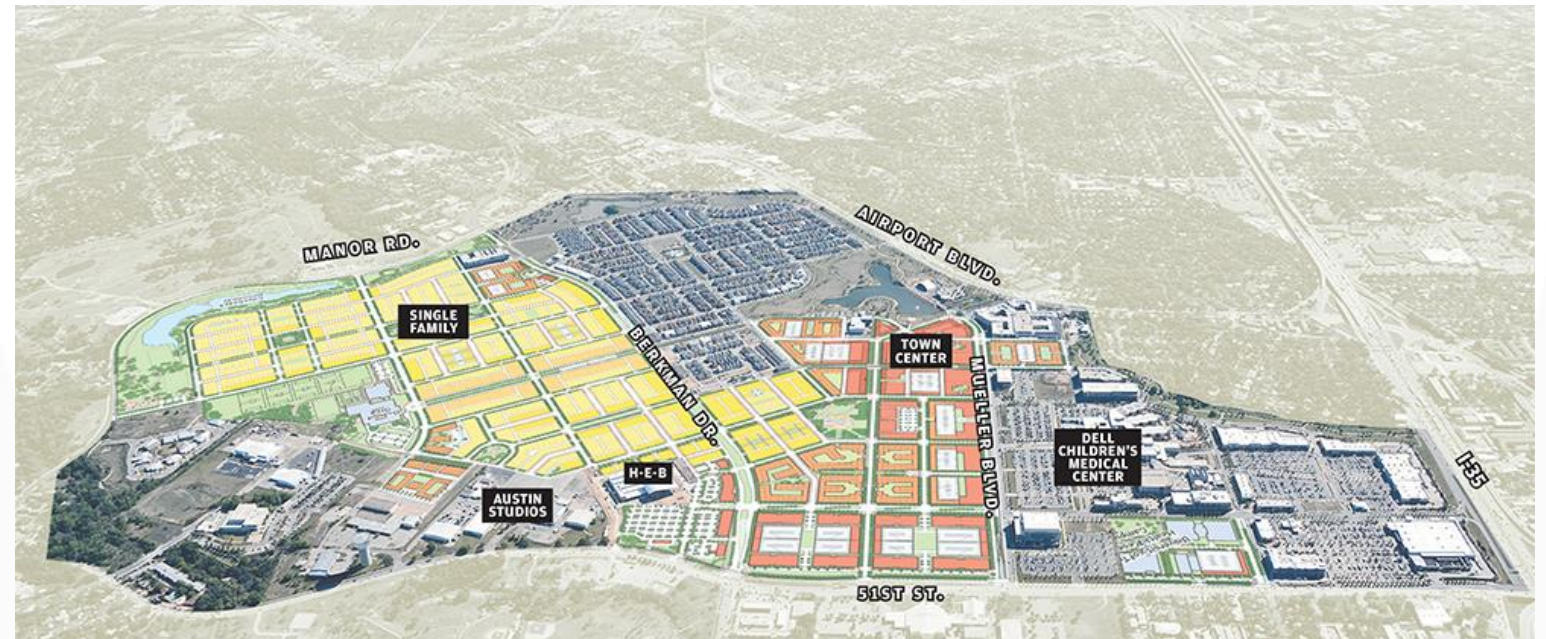 MANOR RD.
AIRPORT BLVD.
SINGLE
FAMILY
BERKMAN DR.
TOWN
CENTER
MUELLER BLVD.
DELL
CHILDREN'S
MEDICAL
CENTER
I-35
H-E-B
AUSTIN
STUDIOS
51ST ST.